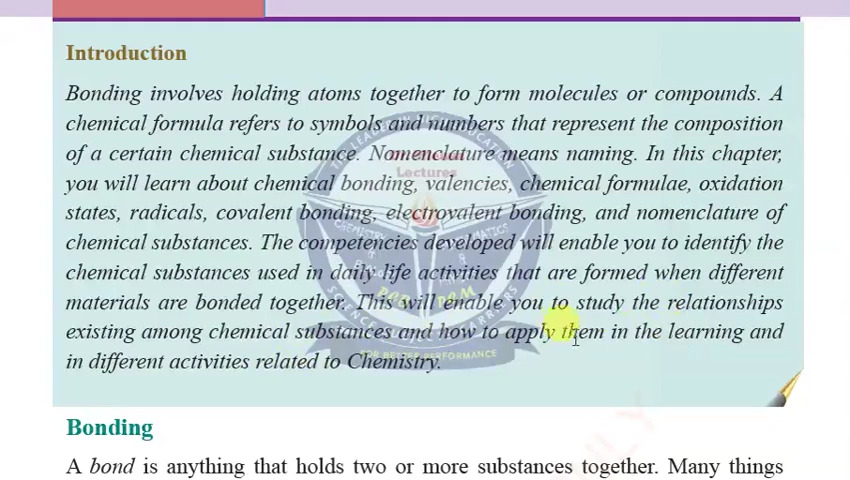 Introduction
Bonding involves holding atoms together to form molecules or compounds. A
chemical formula refers to symbols and numbers that represent the composition
of a certain chemical substance. Nomenclature means naming. In this chapter,
you will learn about chemical bonding, valencies, chemical formulae, oxidation
states, radicals, covalent bonding, electrovalent bonding, and nomenclature of
chemical substances. The competencies developed will enable you to identify the
chemical substances used in daily life activities that are formed when different
materials are bonded together. This will enable you to study the relationships
existing among chemical substances and how to apply them in the learning and
in different activities related to Chemistry.
Lectures
FOR BETTER PERFORMANCE
Bonding
A bond is anything that holds two or more substances together. Many things